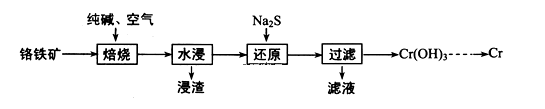 纯碱、空气 Na₂S
铬铁矿 焙烧 水浸 还原 过滤 Cr(OH)₃ Cr
浸渣 滤液